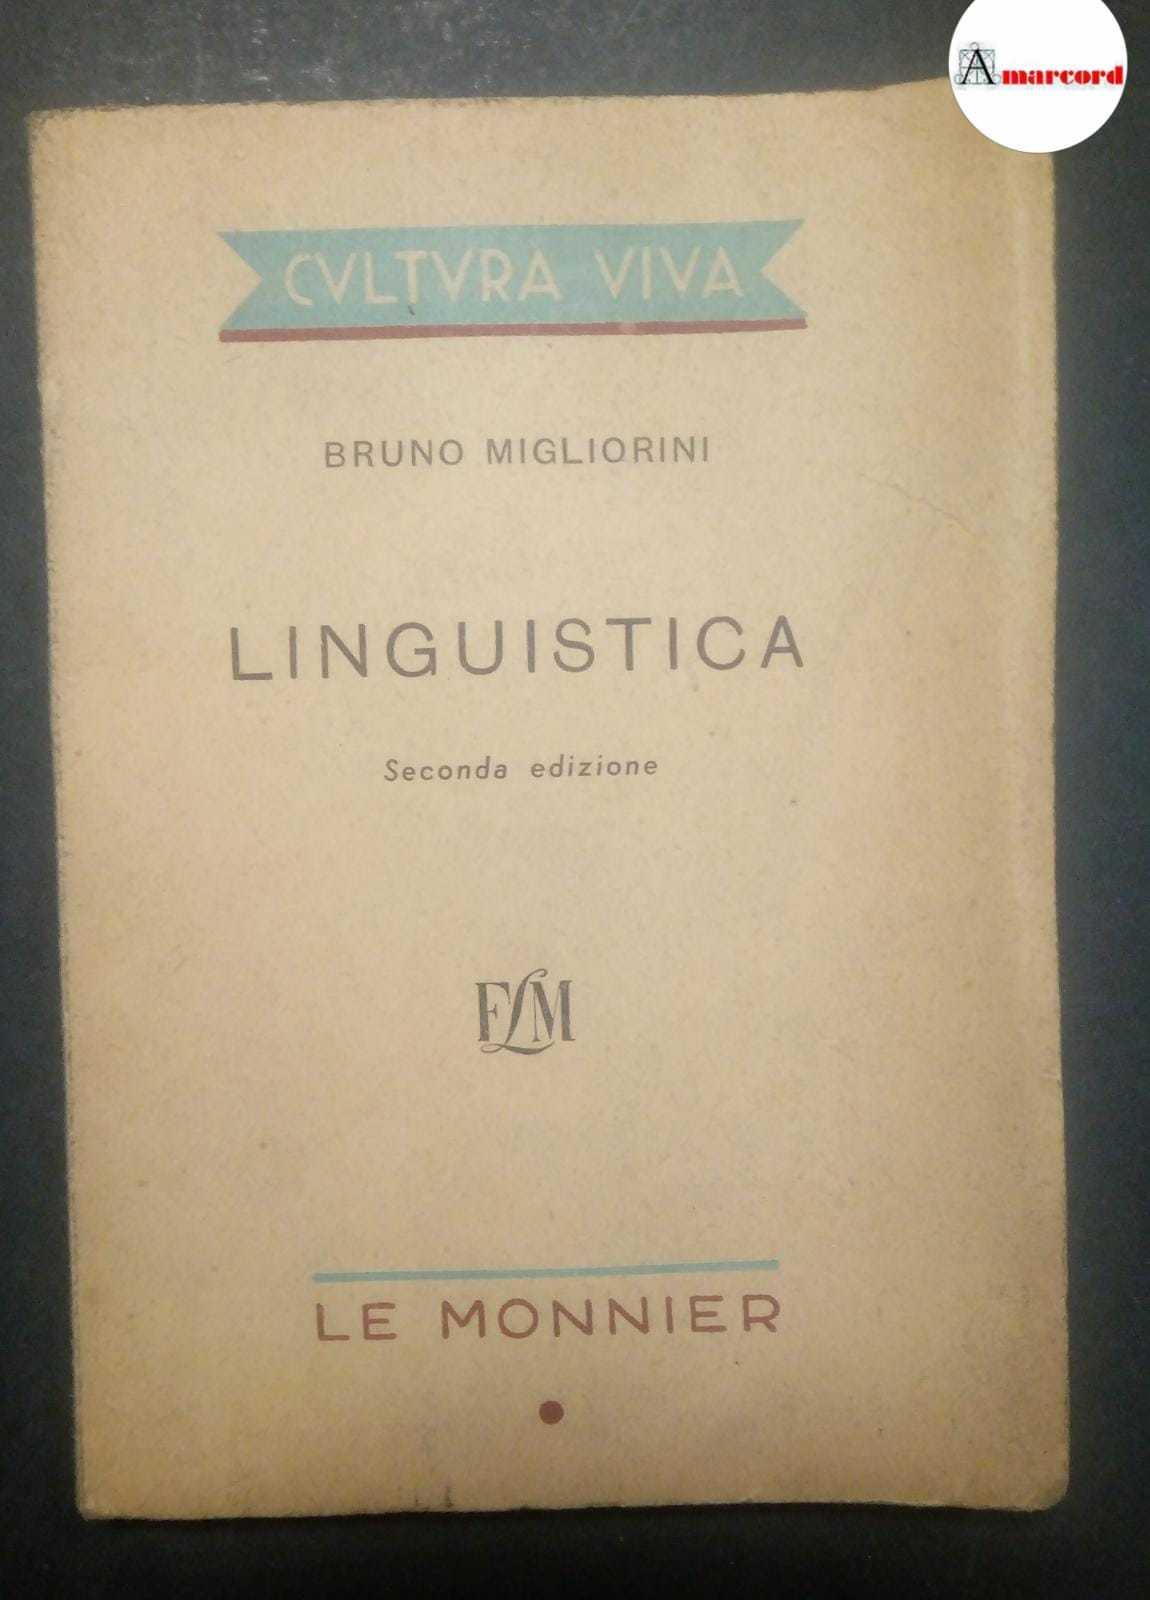 Amarcord
CVLTVRA VIVA
BRUNO MIGLIORINI
LINGUISTICA
Seconda edizione
FLM
LE MONNIER